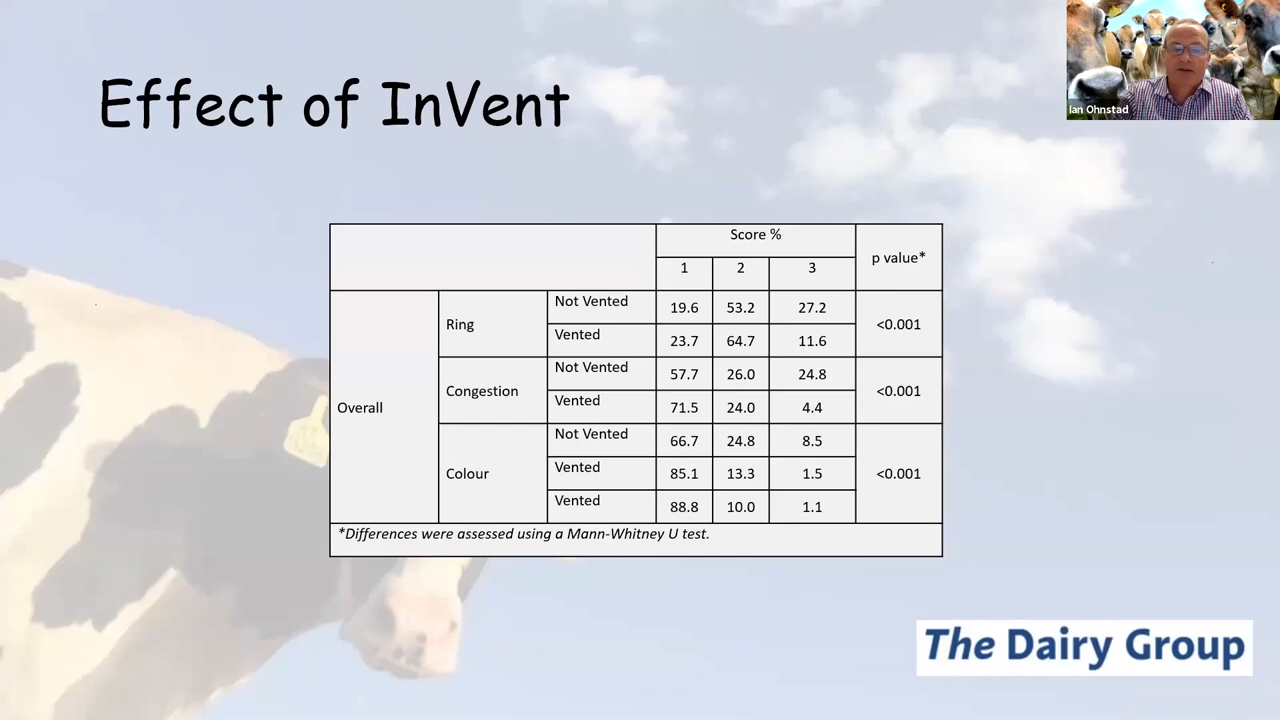 Ian Ohnstad
Effect of InVent
Score % p value*
1 2 3
Overall Ring Not Vented 19.6 53.2 27.2 <0.001
Vented 23.7 64.7 11.6
Congestion Not Vented 57.7 26.0 24.8 <0.001
Vented 71.5 24.0 4.4
Colour Not Vented 66.7 24.8 8.5 <0.001
Vented 85.1 13.3 1.5
Vented 88.8 10.0 1.1
*Differences were assessed using a Mann-Whitney U test.
The Dairy Group